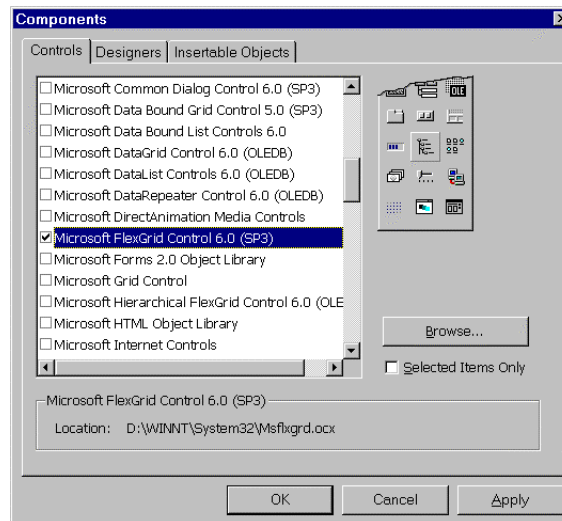 Components
Controls Designers Insertable Objects
Microsoft Common Dialog Control 6.0 (SP3)
Microsoft Data Bound Grid Control 5.0 (SP3)
Microsoft Data Bound List Controls 6.0
Microsoft DataGrid Control 6.0 (OLEDB)
Microsoft DataList Controls 6.0 (OLEDB)
Microsoft DataRepeater Control 6.0 (OLEDB)
Microsoft DirectAnimation Media Controls
Microsoft FlexGrid Control 6.0 (SP3)
Microsoft Forms 2.0 Object Library
Microsoft Grid Control
Microsoft Hierarchical FlexGrid Control 6.0 (OLE
Microsoft HTML Object Library
Microsoft Internet Controls
OLE
Browse...
Selected Items Only
Microsoft FlexGrid Control 6.0 (SP3)
Location: D:\WINNT\System32\Msflxgrd.ocx
OK Cancel Apply